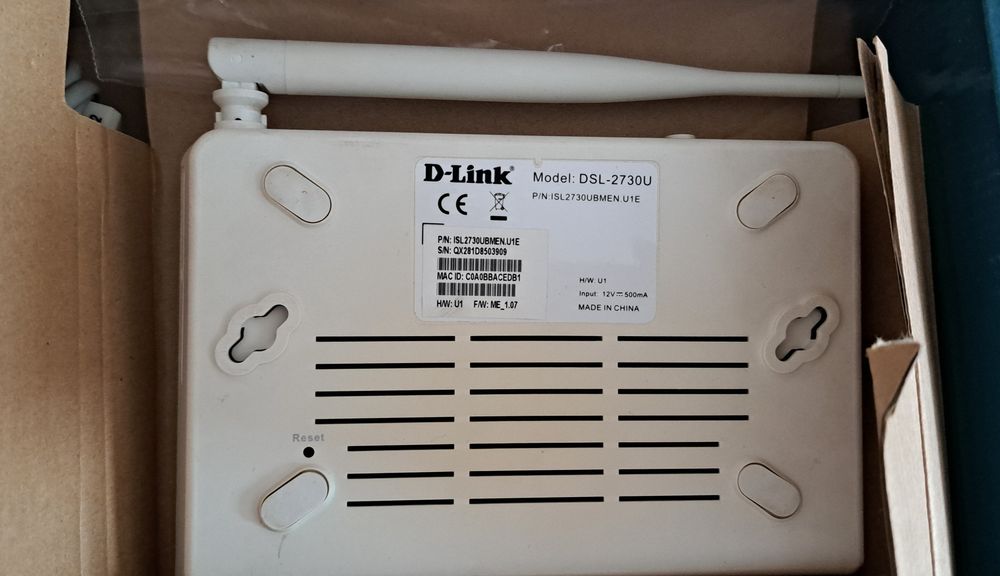 D-Link
Model: DSL-2730U
P/N:ISL2730UBMEN.U1E
CE
P/N: ISL2730UBMEN.U1E
S/N: QX281D8503909
MAC ID: C0A0BBACEDB1
H/W: U1 F/W: ME_1.07
H/W: U1
Input: 12V⎓500mA
MADE IN CHINA
Reset